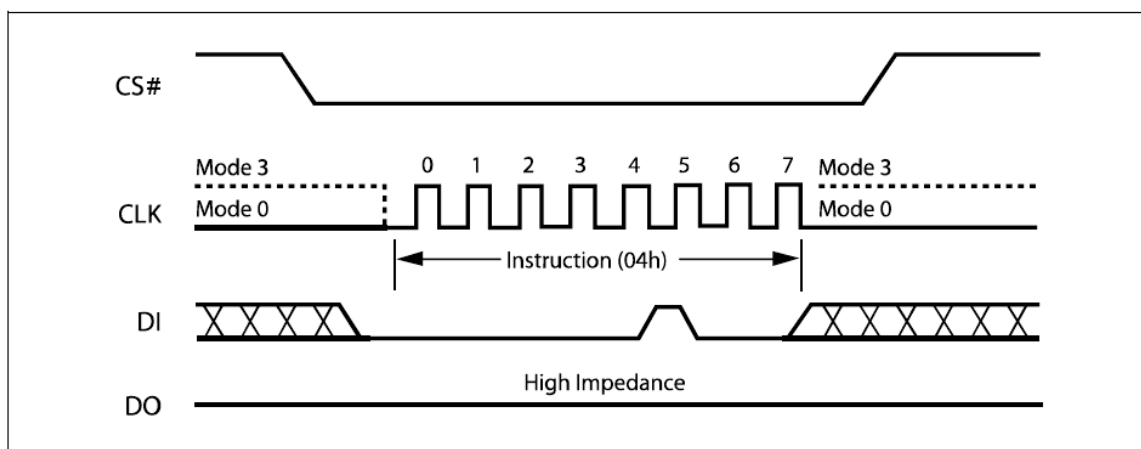 CS#
0 1 2 3 4 5 6 7
Mode 3 Mode 3
CLK Mode 0 Mode 0
Instruction (04h)
DI
High Impedance
DO